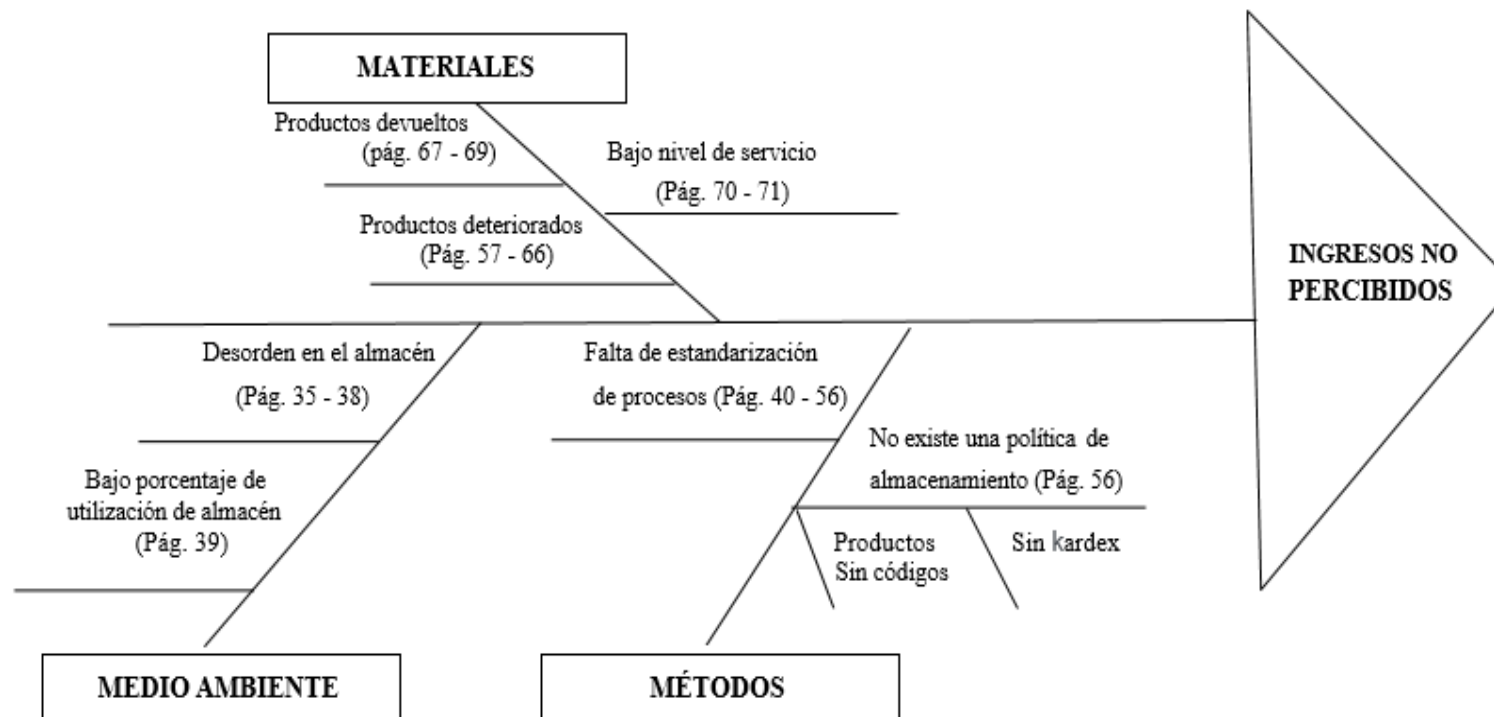 MATERIALES
Productos devueltos
(pág. 67 - 69)
Bajo nivel de servicio
(Pág. 70 - 71)
Productos deteriorados
(Pág. 57 - 66)
INGRESOS NO
PERCIBIDOS
Desorden en el almacén
(Pág. 35 - 38)
Falta de estandarización
de procesos (Pág. 40 - 56)
Bajo porcentaje de
utilización de almacén
(Pág. 39)
No existe una política de
almacenamiento (Pág. 56)
Productos
Sin códigos
Sin kardex
MEDIO AMBIENTE
MÉTODOS